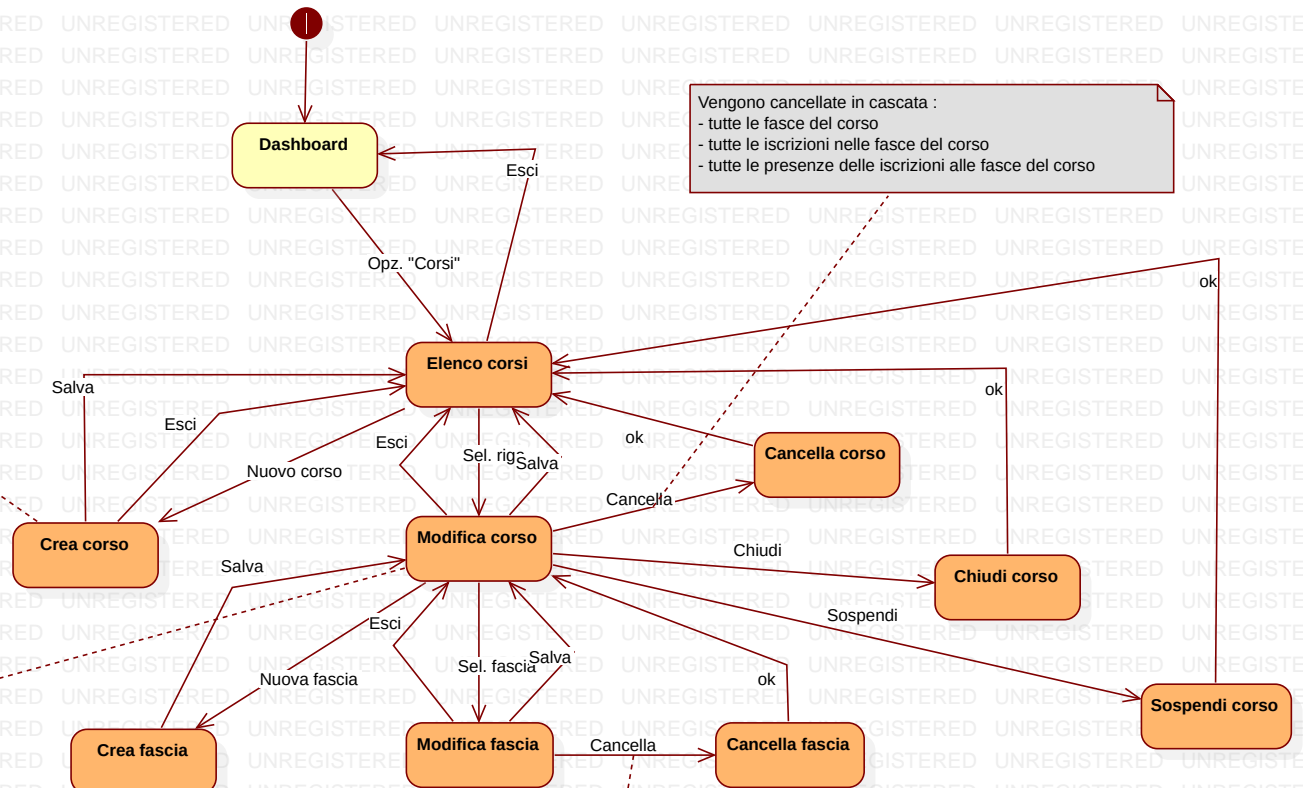 Dashboard
Vengono cancellate in cascata :
- tutte le fasce del corso
- tutte le iscrizioni nelle fasce del corso
- tutte le presenze delle iscrizioni alle fasce del corso
Esci
Opz. "Corsi"
ok
Elenco corsi
Salva
ok
Esci
Esci
ok
Sel. riga
Salva
Cancella corso
Nuovo corso
Cancella
Crea corso
Modifica corso
Chiudi
Salva
Chiudi corso
Esci
Sospendi
Sel. fascia
Salva
Nuova fascia
ok
Sospendi corso
Crea fascia
Modifica fascia
Cancella
Cancella fascia
UNREGISTERED